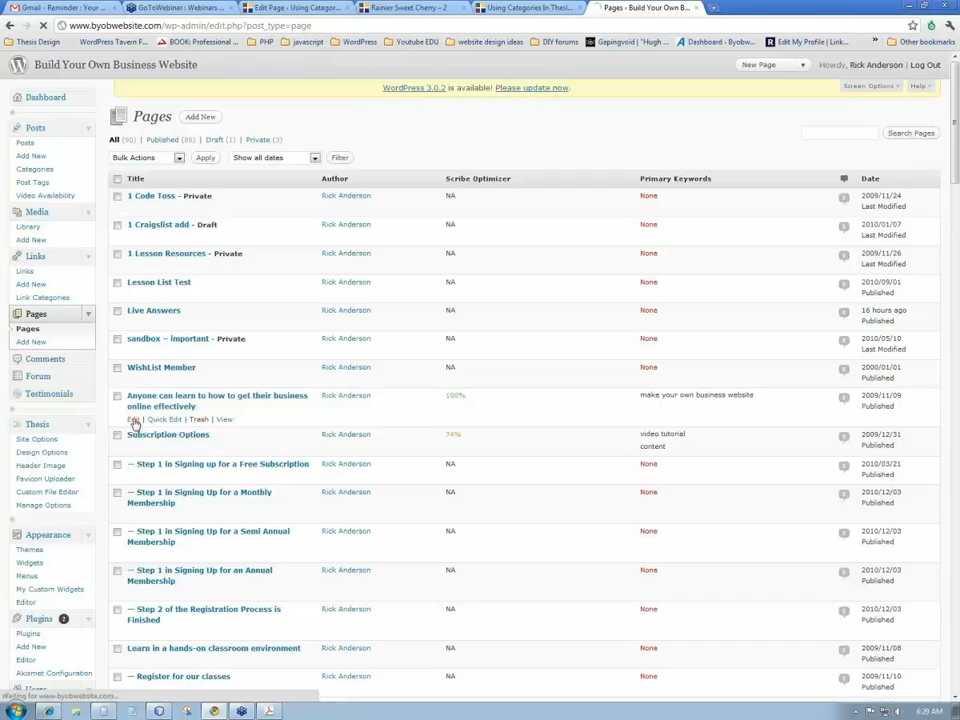 Gmail - Reminder : Your ...
GoToWebinar : Webinars ...
Edit Page ‹ Using Categor...
Rainier Sweet Cherry – 2 ...
Using Categories In Thesi...
Pages ‹ Build Your Own B...
www.byobwebsite.com/wp-admin/edit.php?post_type=page
Thesis Design
WordPress Tavern F...
BOOK: Professional ...
PHP
javascript
WordPress
Youtube EDU
website design ideas
DIY forums
Gapingvoid | "Hugh ...
Dashboard ‹ Byobw...
Edit My Profile | Link...
»
Other bookmarks
Build Your Own Business Website
New Page
Howdy, Rick Anderson | Log Out
WordPress 3.0.2 is available! Please update now.
Screen Options
Help
Dashboard
Posts
Posts
Add New
Categories
Post Tags
Video Availability
Media
Library
Add New
Links
Links
Add New
Link Categories
Pages
Pages
Add New
Comments
Forum
Testimonials
Thesis
Site Options
Design Options
Header Image
Favicon Uploader
Custom File Editor
Manage Options
Appearance
Themes
Widgets
Menus
My Custom Widgets
Editor
Plugins 2
Plugins
Add New
Editor
Akismet Configuration
Users
Pages Add New
All (90) | Published (86) | Draft (1) | Private (3)
Search Pages
Bulk Actions Apply Show all dates Filter
Title Author Scribe Optimizer Primary Keywords Date
1 Code Toss - Private Rick Anderson NA None 2009/11/24
Last Modified
1 Craigslist add - Draft Rick Anderson NA None 2010/01/07
Last Modified
1 Lesson Resources - Private Rick Anderson NA None 2009/11/26
Last Modified
Lesson List Test Rick Anderson NA None 2010/09/01
Published
Live Answers Rick Anderson NA None 16 hours ago
Published
sandbox – important - Private Rick Anderson NA None 2010/05/10
Last Modified
WishList Member Rick Anderson NA None 2000/01/01
Published
Anyone can learn to how to get their business Rick Anderson 100% make your own business website 2009/11/09
online effectively Published
Edit | Quick Edit | Trash | View
Subscription Options Rick Anderson 74% video tutorial 2009/12/31
content Published
— Step 1 in Signing up for a Free Subscription Rick Anderson NA None 2010/03/21
Published
— Step 1 in Signing Up for a Monthly Rick Anderson NA None 2010/12/03
Membership Published
— Step 1 in Signing Up for a Semi Annual Rick Anderson NA None 2010/12/03
Membership Published
— Step 1 in Signing Up for an Annual Rick Anderson NA None 2010/12/03
Membership Published
— Step 2 of the Registration Process is Rick Anderson NA None 2010/12/03
Finished Published
Learn in a hands-on classroom environment Rick Anderson NA None 2009/11/08
Published
— Register for our classes Rick Anderson NA None 2009/11/10
Published
Waiting for www.byobwebsite.com...
6:29 AM